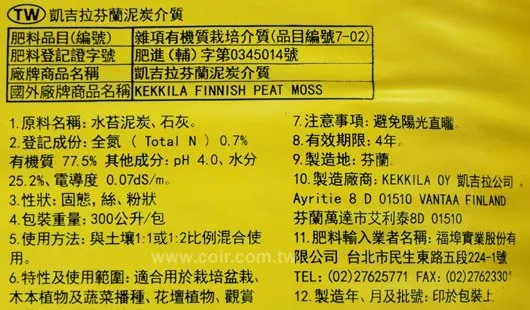 TW 凱吉拉芬蘭泥炭介質
肥料品目(編號) 雜項有機質栽培介質(品目編號7-02)
肥料登記證字號 肥進(輔)字第0345014號
廠牌商品名稱 凱吉拉芬蘭泥炭介質
國外廠牌商品名稱 KEKKILA FINNISH PEAT MOSS
1.原料名稱: 水苔泥炭、石灰。
2.登記成份: 全氮 ( Total N ) 0.7%
有機質 77.5% 其他成分: pH 4.0、水分
25.2%、電導度 0.07dS/m。
3.性狀: 固態, 絲、粉狀
4.包裝重量: 300公升/包
5.使用方法: 與土壤1:1或1:2比例混合使
用。
6.特性及使用範圍: 適合用於栽培盆栽、
木本植物及蔬菜播種、花壇植物、觀賞
7.注意事項: 避免陽光直曬。
8.有效期限: 4年。
9.製造地: 芬蘭。
10.製造廠商: KEKKILA OY 凱吉拉公司,
Ayritie 8 D 01510 VANTAA FINLAND
芬蘭萬達市艾利泰8D 01510
11.肥料輸入業者名稱: 福埠實業股份有
限公司 台北市民生東路五段224-1號
TEL: (02)27625771 FAX: (02)2762330
12.製造年、月及批號: 印於包裝上
www.coir.com.tw